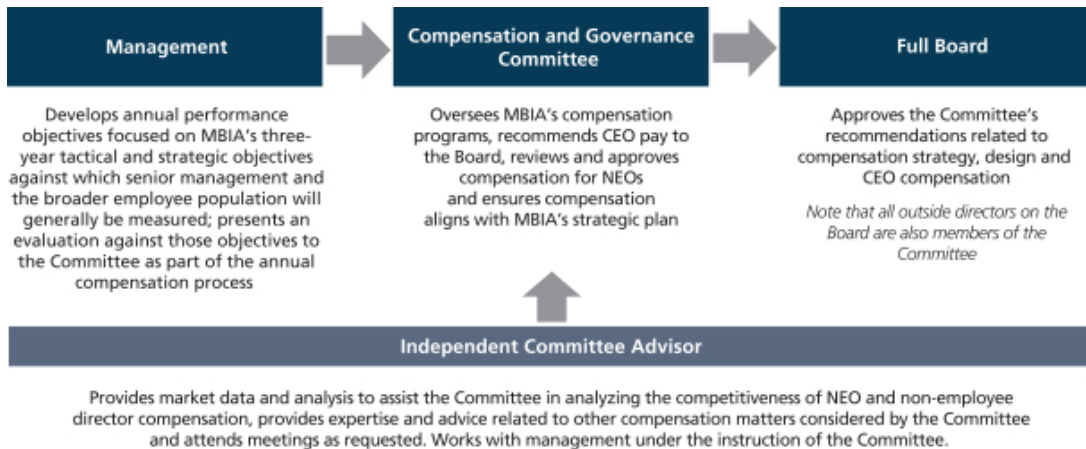 Management
Compensation and Governance
Committee
Full Board
Develops annual performance
objectives focused on MBIA's three-
year tactical and strategic objectives
against which senior management and
the broader employee population will
generally be measured; presents an
evaluation against those objectives to
the Committee as part of the annual
compensation process
Oversees MBIA's compensation
programs, recommends CEO pay to
the Board, reviews and approves
compensation for NEOs
and ensures compensation
aligns with MBIA's strategic plan
Approves the Committee's
recommendations related to
compensation strategy, design and
CEO compensation
Note that all outside directors on the
Board are also members of the
Committee
Independent Committee Advisor
Provides market data and analysis to assist the Committee in analyzing the competitiveness of NEO and non-employee
director compensation, provides expertise and advice related to other compensation matters considered by the Committee
and attends meetings as requested. Works with management under the instruction of the Committee.